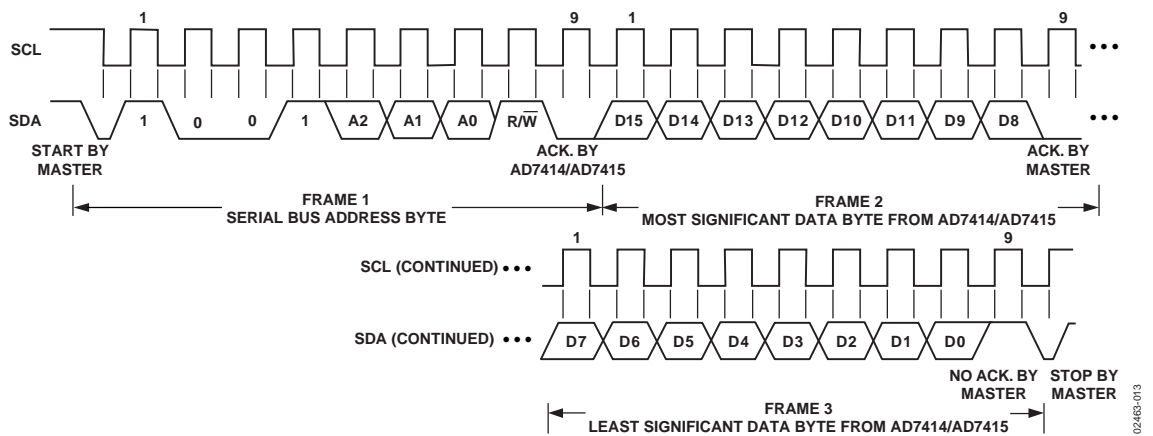 1 9 1 9
SCL
SDA 1 0 0 1 A2 A1 A0 R/W̅ D15 D14 D13 D12 D10 D11 D9 D8
START BY
MASTER
ACK. BY
AD7414/AD7415
ACK. BY
MASTER
FRAME 1
SERIAL BUS ADDRESS BYTE
FRAME 2
MOST SIGNIFICANT DATA BYTE FROM AD7414/AD7415
1 9
SCL (CONTINUED)
SDA (CONTINUED) D7 D6 D5 D4 D3 D2 D1 D0
NO ACK. BY
MASTER
STOP BY
MASTER
FRAME 3
LEAST SIGNIFICANT DATA BYTE FROM AD7414/AD7415
02463-013